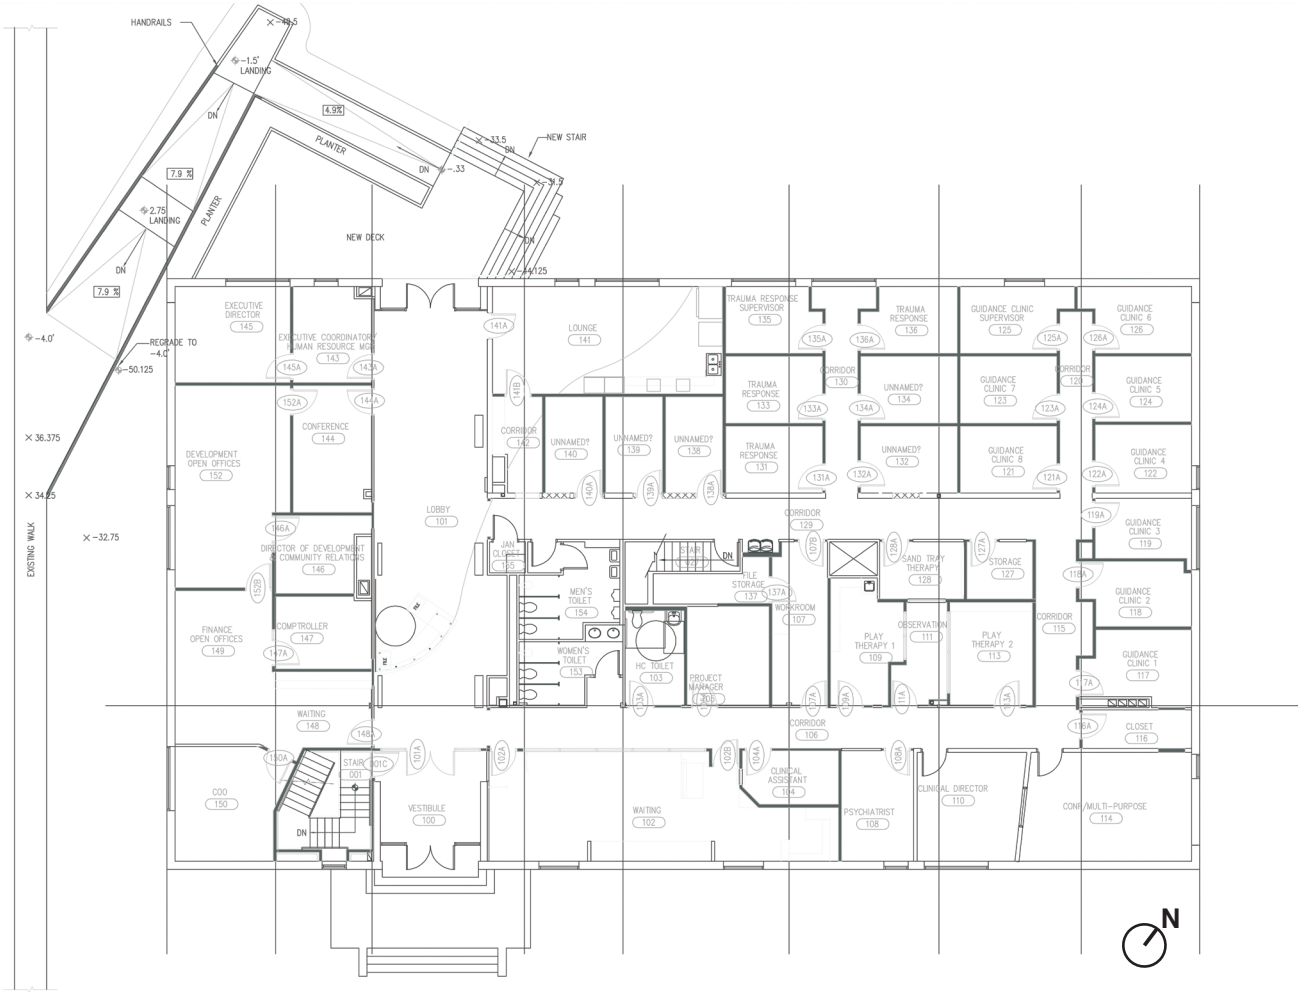 HANDRAILS
-49.5
-1.5'
LANDING
DN
4.9%
PLANTER
-33.5
DN
NEW STAIR
DN
-.33
-31.5
7.9 %
2.75
LANDING
PLANTER
NEW DECK
DN
DN
-44.125
7.9 %
-4.0'
REGRADE TO
-4.0'
-50.125
36.375
34.25
-32.75
EXISTING WALK
EXECUTIVE
DIRECTOR
145
EXECUTIVE COORDINATOR/
HUMAN RESOURCE MGR
143
145A
143A
152A
144A
CONFERENCE
144
DEVELOPMENT
OPEN OFFICES
152
LOBBY
101
146A
DIRECTOR OF DEVELOPMENT
COMMUNITY RELATIONS
146
152B
COMPTROLLER
147
147A
FINANCE
OPEN OFFICES
149
WAITING
148
148A
150A
STAIR
001
001C
COO
150
DN
101A
VESTIBULE
100
FILE
FILE
141A
LOUNGE
141
141B
CORRIDOR
142
UNNAMED?
140
UNNAMED?
139
UNNAMED?
138
140A
139A
138A
TRAUMA RESPONSE
SUPERVISOR
135
135A
TRAUMA
RESPONSE
136
136A
CORRIDOR
130
TRAUMA
RESPONSE
133
133A
134A
UNNAMED?
134
TRAUMA
RESPONSE
131
131A
132A
UNNAMED?
132
GUIDANCE CLINIC
SUPERVISOR
125
125A
126A
GUIDANCE
CLINIC 6
126
CORRIDOR
120
GUIDANCE
CLINIC 7
123
123A
124A
GUIDANCE
CLINIC 5
124
GUIDANCE
CLINIC 8
121
121A
122A
GUIDANCE
CLINIC 4
122
119A
GUIDANCE
CLINIC 3
119
CORRIDOR
129
JAN
CLOSET
155
MEN'S
TOILET
154
WOMEN'S
TOILET
153
STAIR
DN
FILE
STORAGE
137
137A
107B
WORKROOM
107
HC TOILET
103
103A
PROJECT
MANAGER
107A
128A
SAND TRAY
THERAPY
128
127A
STORAGE
127
118A
GUIDANCE
CLINIC 2
118
CORRIDOR
115
PLAY
THERAPY 1
109
109A
OBSERVATION
111
111A
PLAY
THERAPY 2
113
113A
GUIDANCE
CLINIC 1
117
117A
116A
CLOSET
116
CORRIDOR
106
102A
102B
104A
108A
WAITING
102
CLINICAL
ASSISTANT
104
PSYCHIATRIST
108
CLINICAL DIRECTOR
110
CONF/MULTI-PURPOSE
114
N